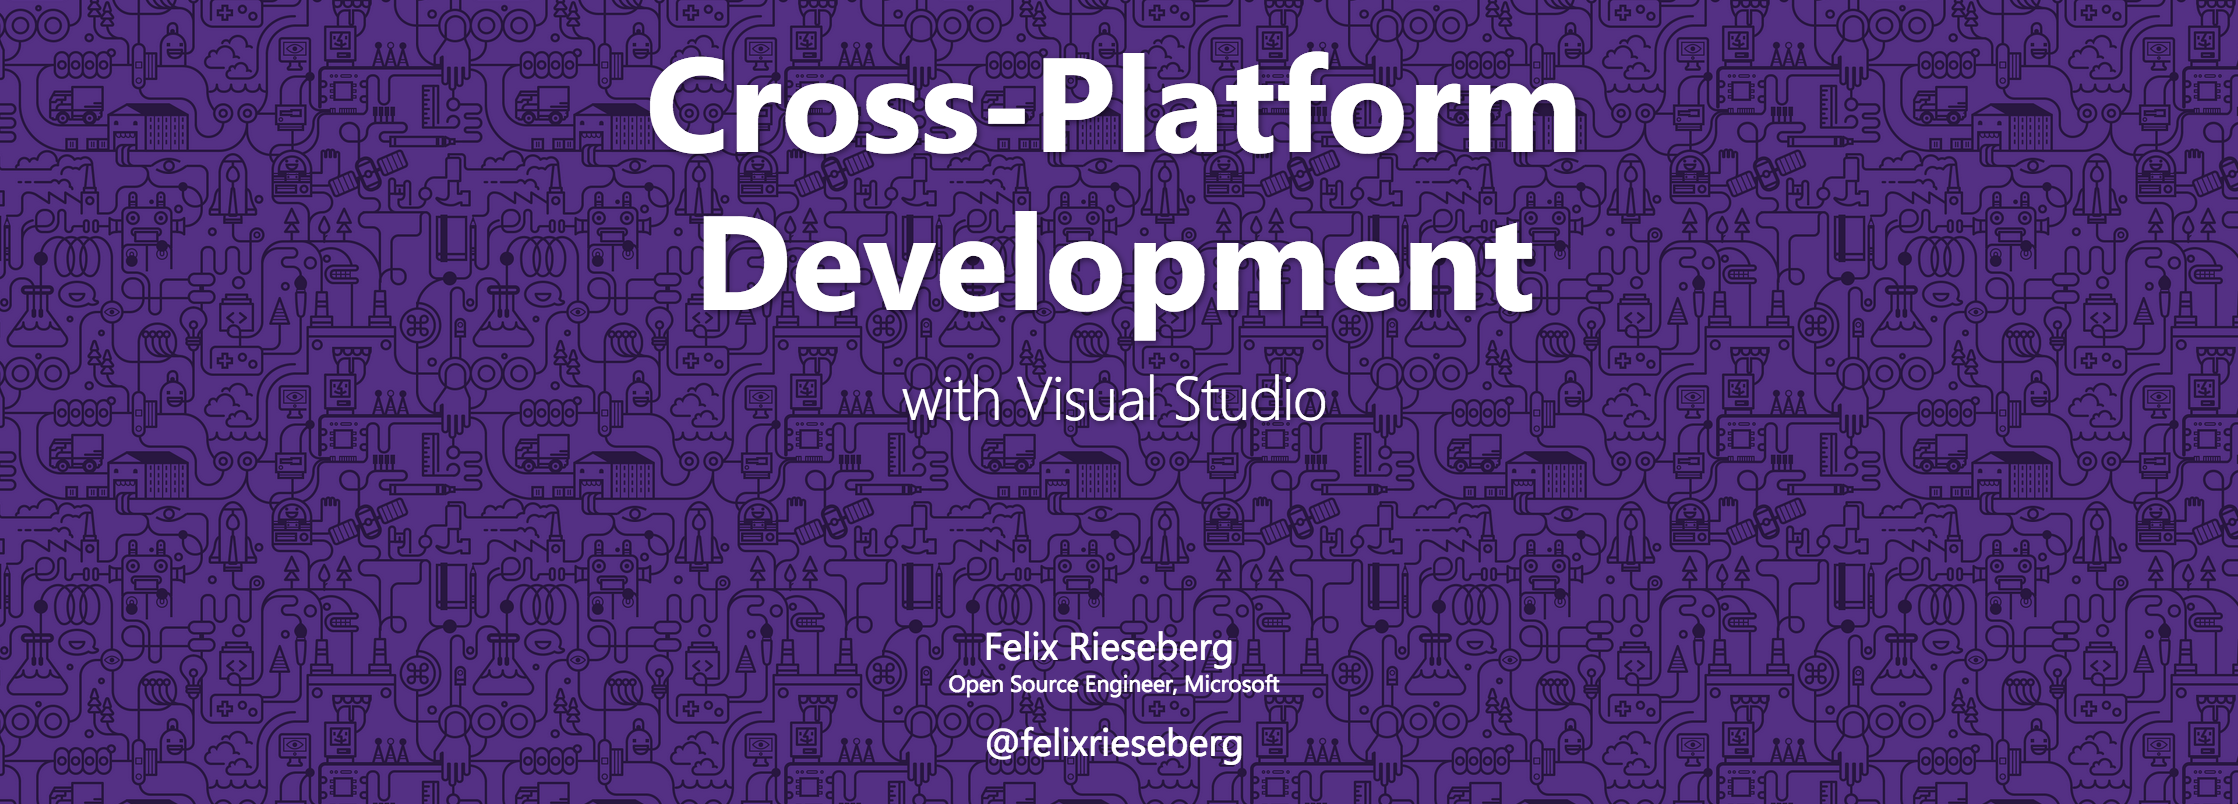 Cross-Platform
Development
with Visual Studio
Felix Rieseberg
Open Source Engineer, Microsoft
@felixrieseberg